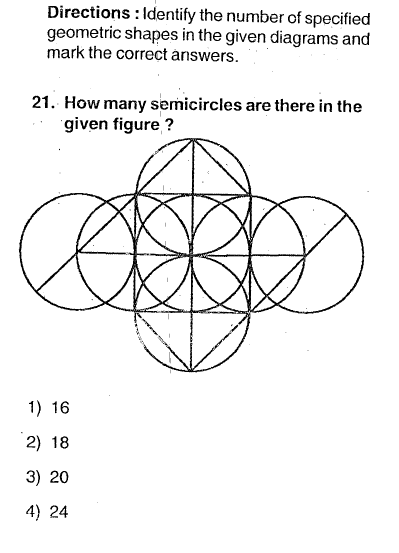 Directions : Identify the number of specified
geometric shapes in the given diagrams and
mark the correct answers.
21. How many semicircles are there in the
given figure ?
1) 16
2) 18
3) 20
4) 24